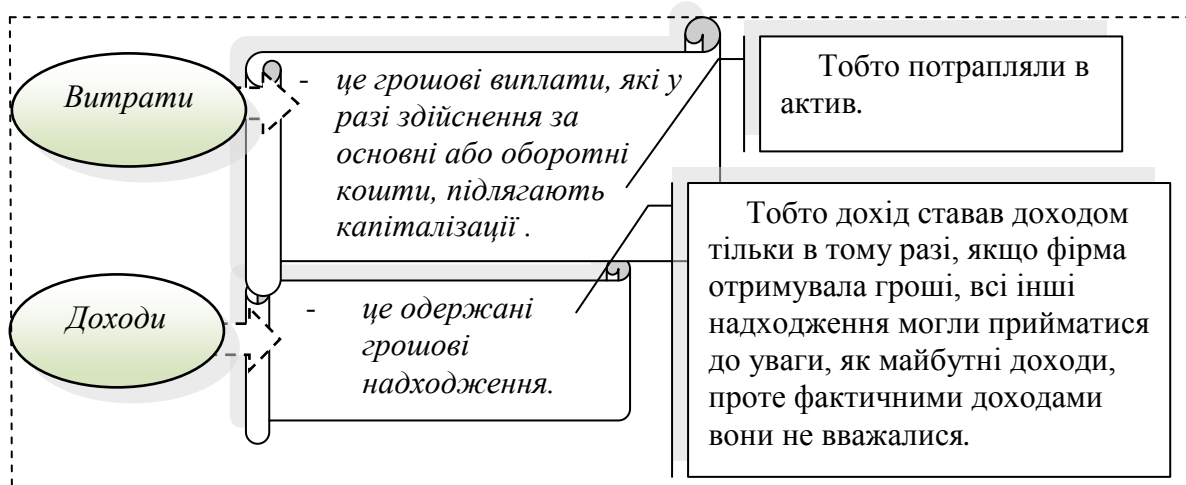 Витрати
- це грошові виплати, які у
разі здійснення за
основні або оборотні
кошти, підлягають
капіталізації .
Тобто потрапляли в
актив.
Доходи
- це одержані
грошові
надходження.
Тобто дохід ставав доходом
тільки в тому разі, якщо фірма
отримувала гроші, всі інші
надходження могли прийматися
до уваги, як майбутні доходи,
проте фактичними доходами
вони не вважалися.